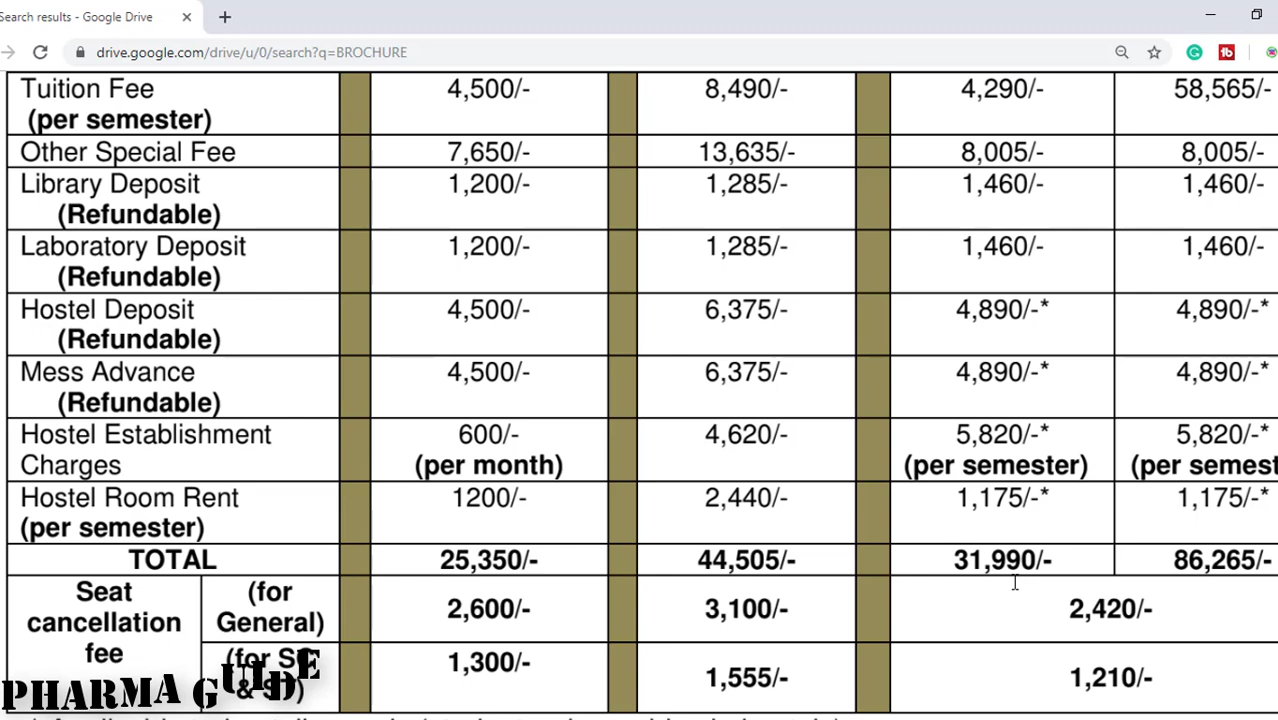 Search results - Google Drive
drive.google.com/drive/u/0/search?q=BROCHURE
Tuition Fee (per semester) 4,500/- 8,490/- 4,290/- 58,565/-
Other Special Fee 7,650/- 13,635/- 8,005/- 8,005/-
Library Deposit (Refundable) 1,200/- 1,285/- 1,460/- 1,460/-
Laboratory Deposit (Refundable) 1,200/- 1,285/- 1,460/- 1,460/-
Hostel Deposit (Refundable) 4,500/- 6,375/- 4,890/-* 4,890/-*
Mess Advance (Refundable) 4,500/- 6,375/- 4,890/-* 4,890/-*
Hostel Establishment Charges 600/- (per month) 4,620/- 5,820/-* (per semester) 5,820/-* (per semest
Hostel Room Rent (per semester) 1200/- 2,440/- 1,175/-* 1,175/-*
TOTAL 25,350/- 44,505/- 31,990/- 86,265/-
Seat cancellation fee (for General) 2,600/- 3,100/- 2,420/-
(for SC & ST) 1,300/- 1,555/- 1,210/-
PHARMA GUIDE